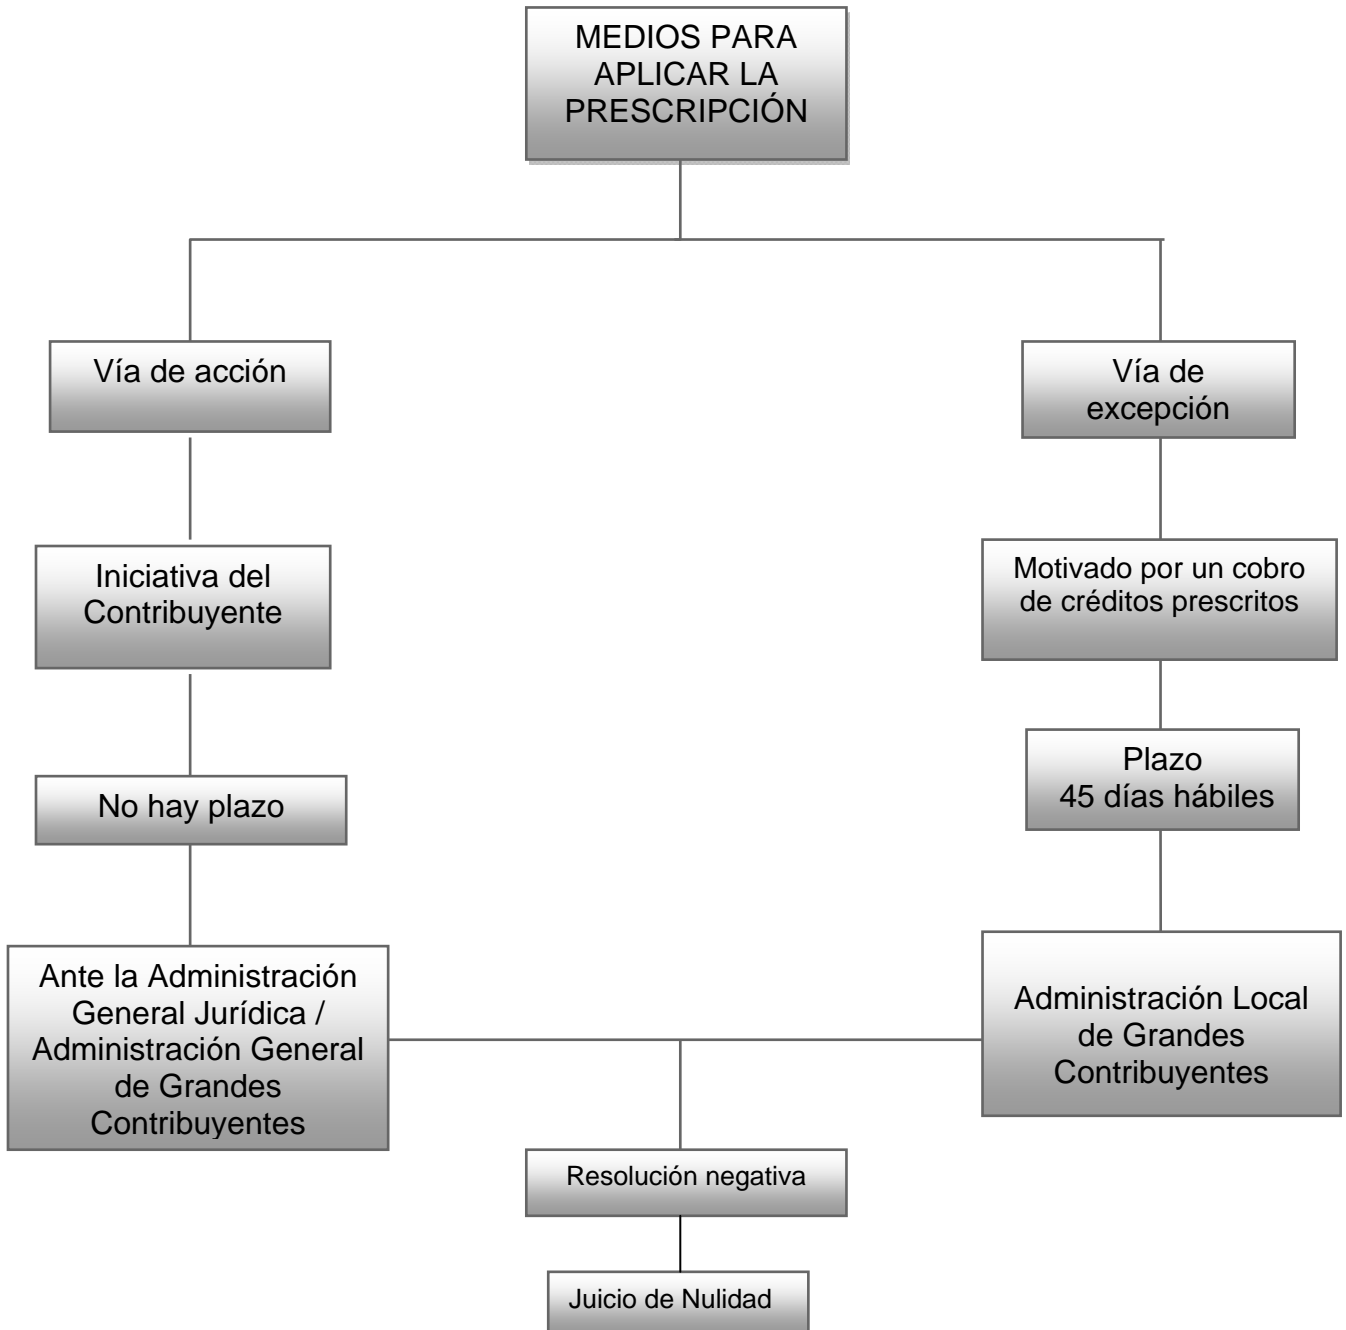 MEDIOS PARA
APLICAR LA
PRESCRIPCIÓN
Vía de acción
Vía de
excepción
Iniciativa del
Contribuyente
Motivado por un cobro
de créditos prescritos
No hay plazo
Plazo
45 días hábiles
Ante la Administración
General Jurídica /
Administración General
de Grandes
Contribuyentes
Administración Local
de Grandes
Contribuyentes
Resolución negativa
Juicio de Nulidad